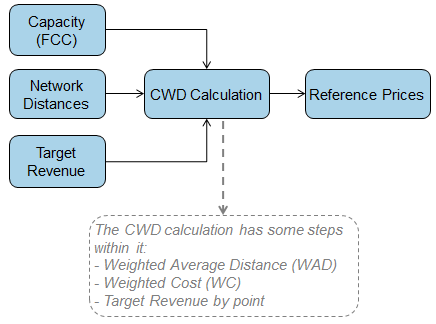 Capacity
(FCC)
Network
Distances
CWD Calculation
Reference Prices
Target
Revenue
The CWD calculation has some steps
within it:
- Weighted Average Distance (WAD)
- Weighted Cost (WC)
- Target Revenue by point